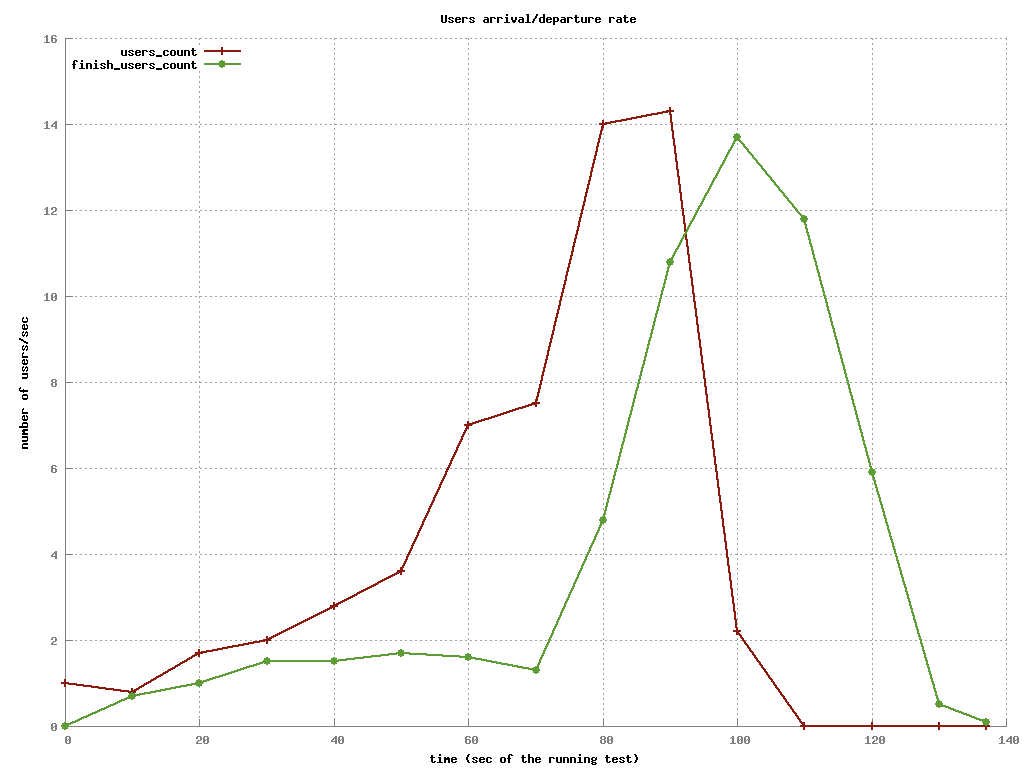 Users arrival/departure rate
users_count
finish_users_count
16
14
12
10
8
6
4
2
0
number of users/sec
0 20 40 60 80 100 120 140
time (sec of the running test)